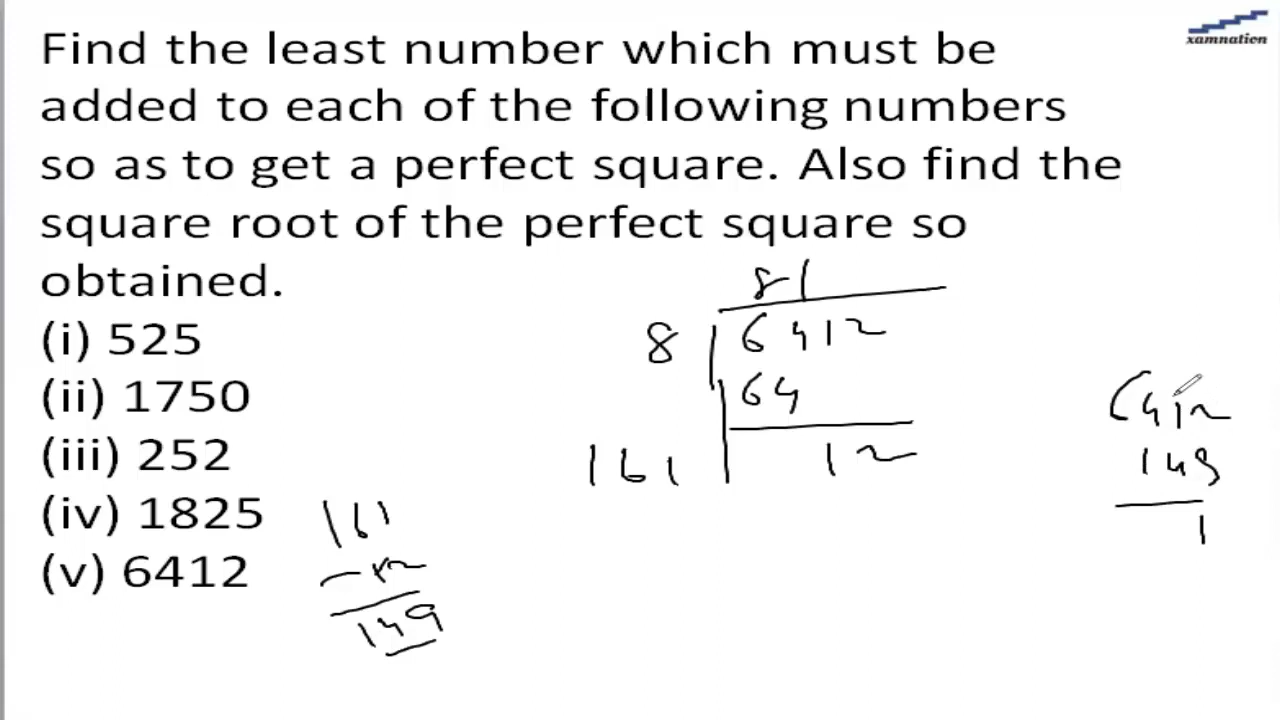 xamnation
Find the least number which must be
added to each of the following numbers
so as to get a perfect square. Also find the
square root of the perfect square so
obtained.
(i) 525
(ii) 1750
(iii) 252
(iv) 1825
(v) 6412
81
8 6412
64
161 12
161
- 12
149
6412
149
1